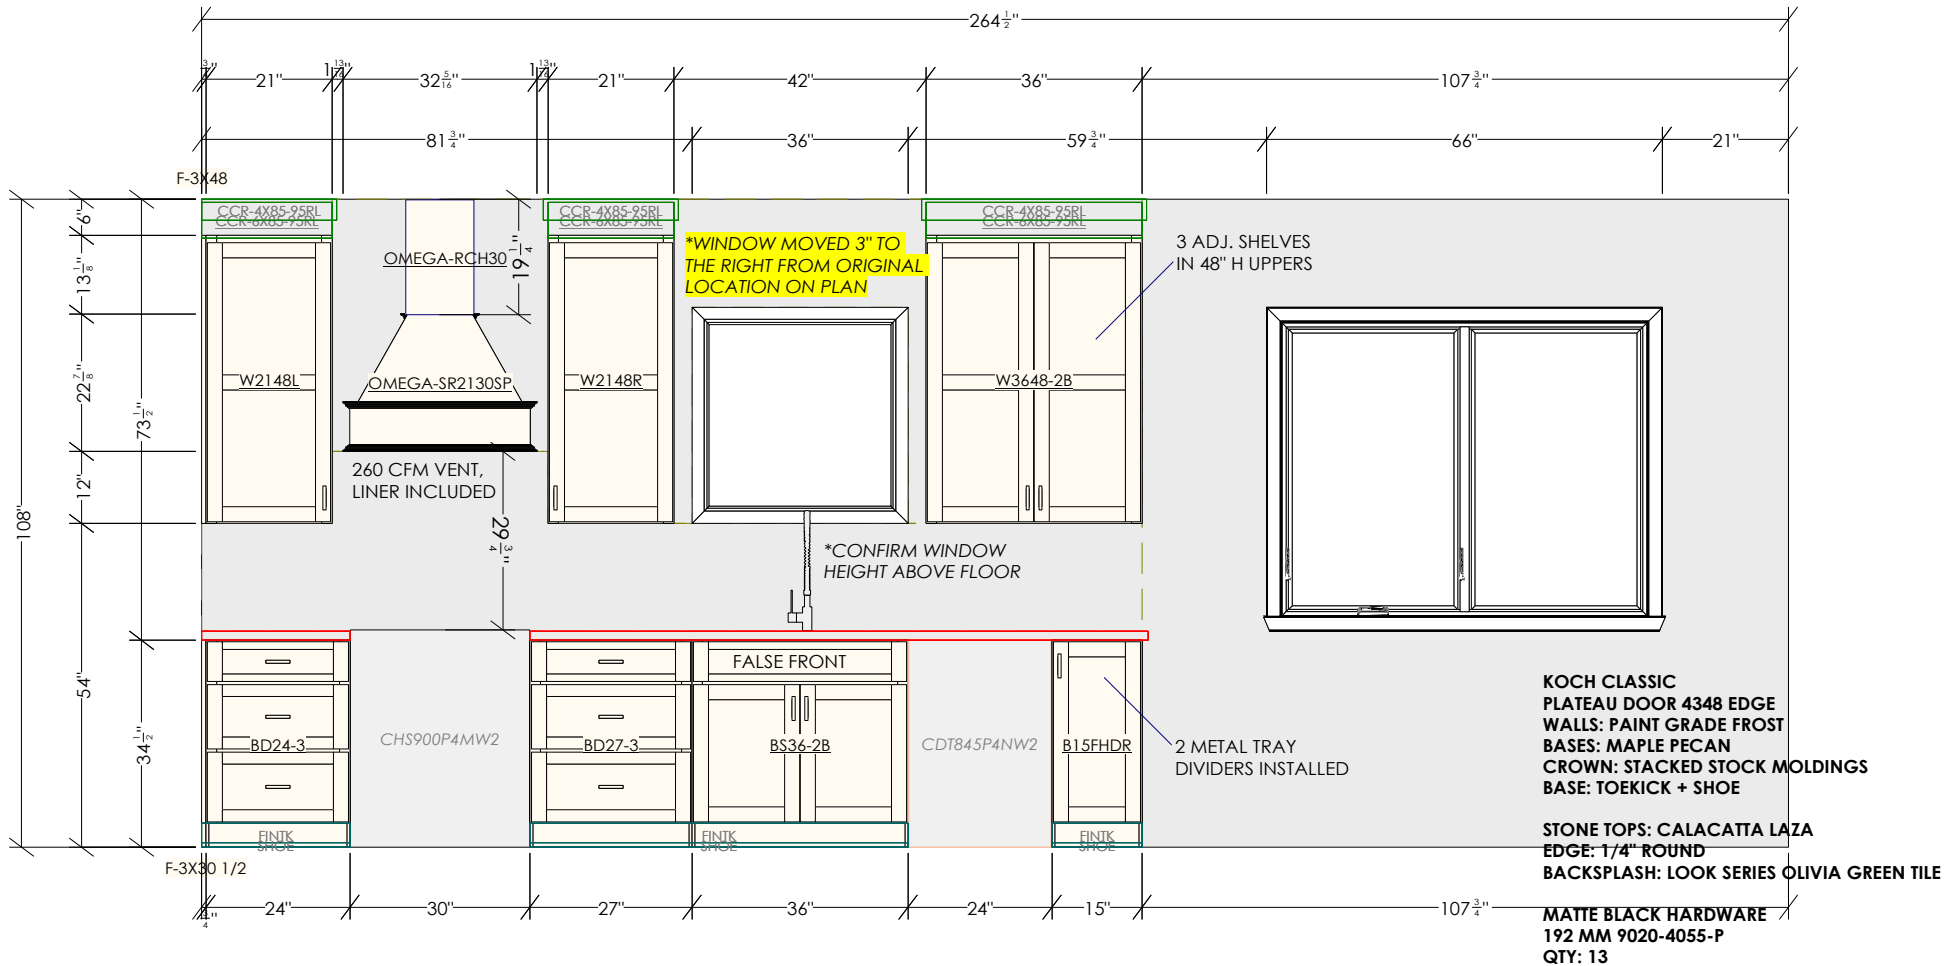 264 1/2"
3/4"
21"
1 13/16"
32 5/16"
1 13/16"
21"
42"
36"
107 3/4"
81 3/4"
36"
59 3/4"
66"
21"
F-3X48
6"
13 1/8"
22 7/8"
12"
54"
73 1/2"
34 1/2"
108"
CCR-4X85-95RL
CCR-6X85-95RL
CCR-4X85-95RL
CCR-6X85-95RL
CCR-4X85-95RL
CCR-6X85-95RL
OMEGA-RCH30
19 1/4"
*WINDOW MOVED 3" TO
THE RIGHT FROM ORIGINAL
LOCATION ON PLAN
3 ADJ. SHELVES
IN 48" H UPPERS
W2148L
OMEGA-SR2130SP
W2148R
W3648-2B
260 CFM VENT,
LINER INCLUDED
29 3/4"
*CONFIRM WINDOW
HEIGHT ABOVE FLOOR
FALSE FRONT
BD24-3
CHS900P4MW2
BD27-3
BS36-2B
CDT845P4NW2
B15FHDR
2 METAL TRAY
DIVIDERS INSTALLED
FINTK
SHOE
FINTK
SHOE
FINTK
SHOE
F-3X30 1/2
24"
30"
27"
36"
24"
15"
107 3/4"
KOCH CLASSIC
PLATEAU DOOR 4348 EDGE
WALLS: PAINT GRADE FROST
BASES: MAPLE PECAN
CROWN: STACKED STOCK MOLDINGS
BASE: TOEKICK + SHOE
STONE TOPS: CALACATTA LAZA
EDGE: 1/4" ROUND
BACKSPLASH: LOOK SERIES OLIVIA GREEN TILE
MATTE BLACK HARDWARE
192 MM 9020-4055-P
QTY: 13